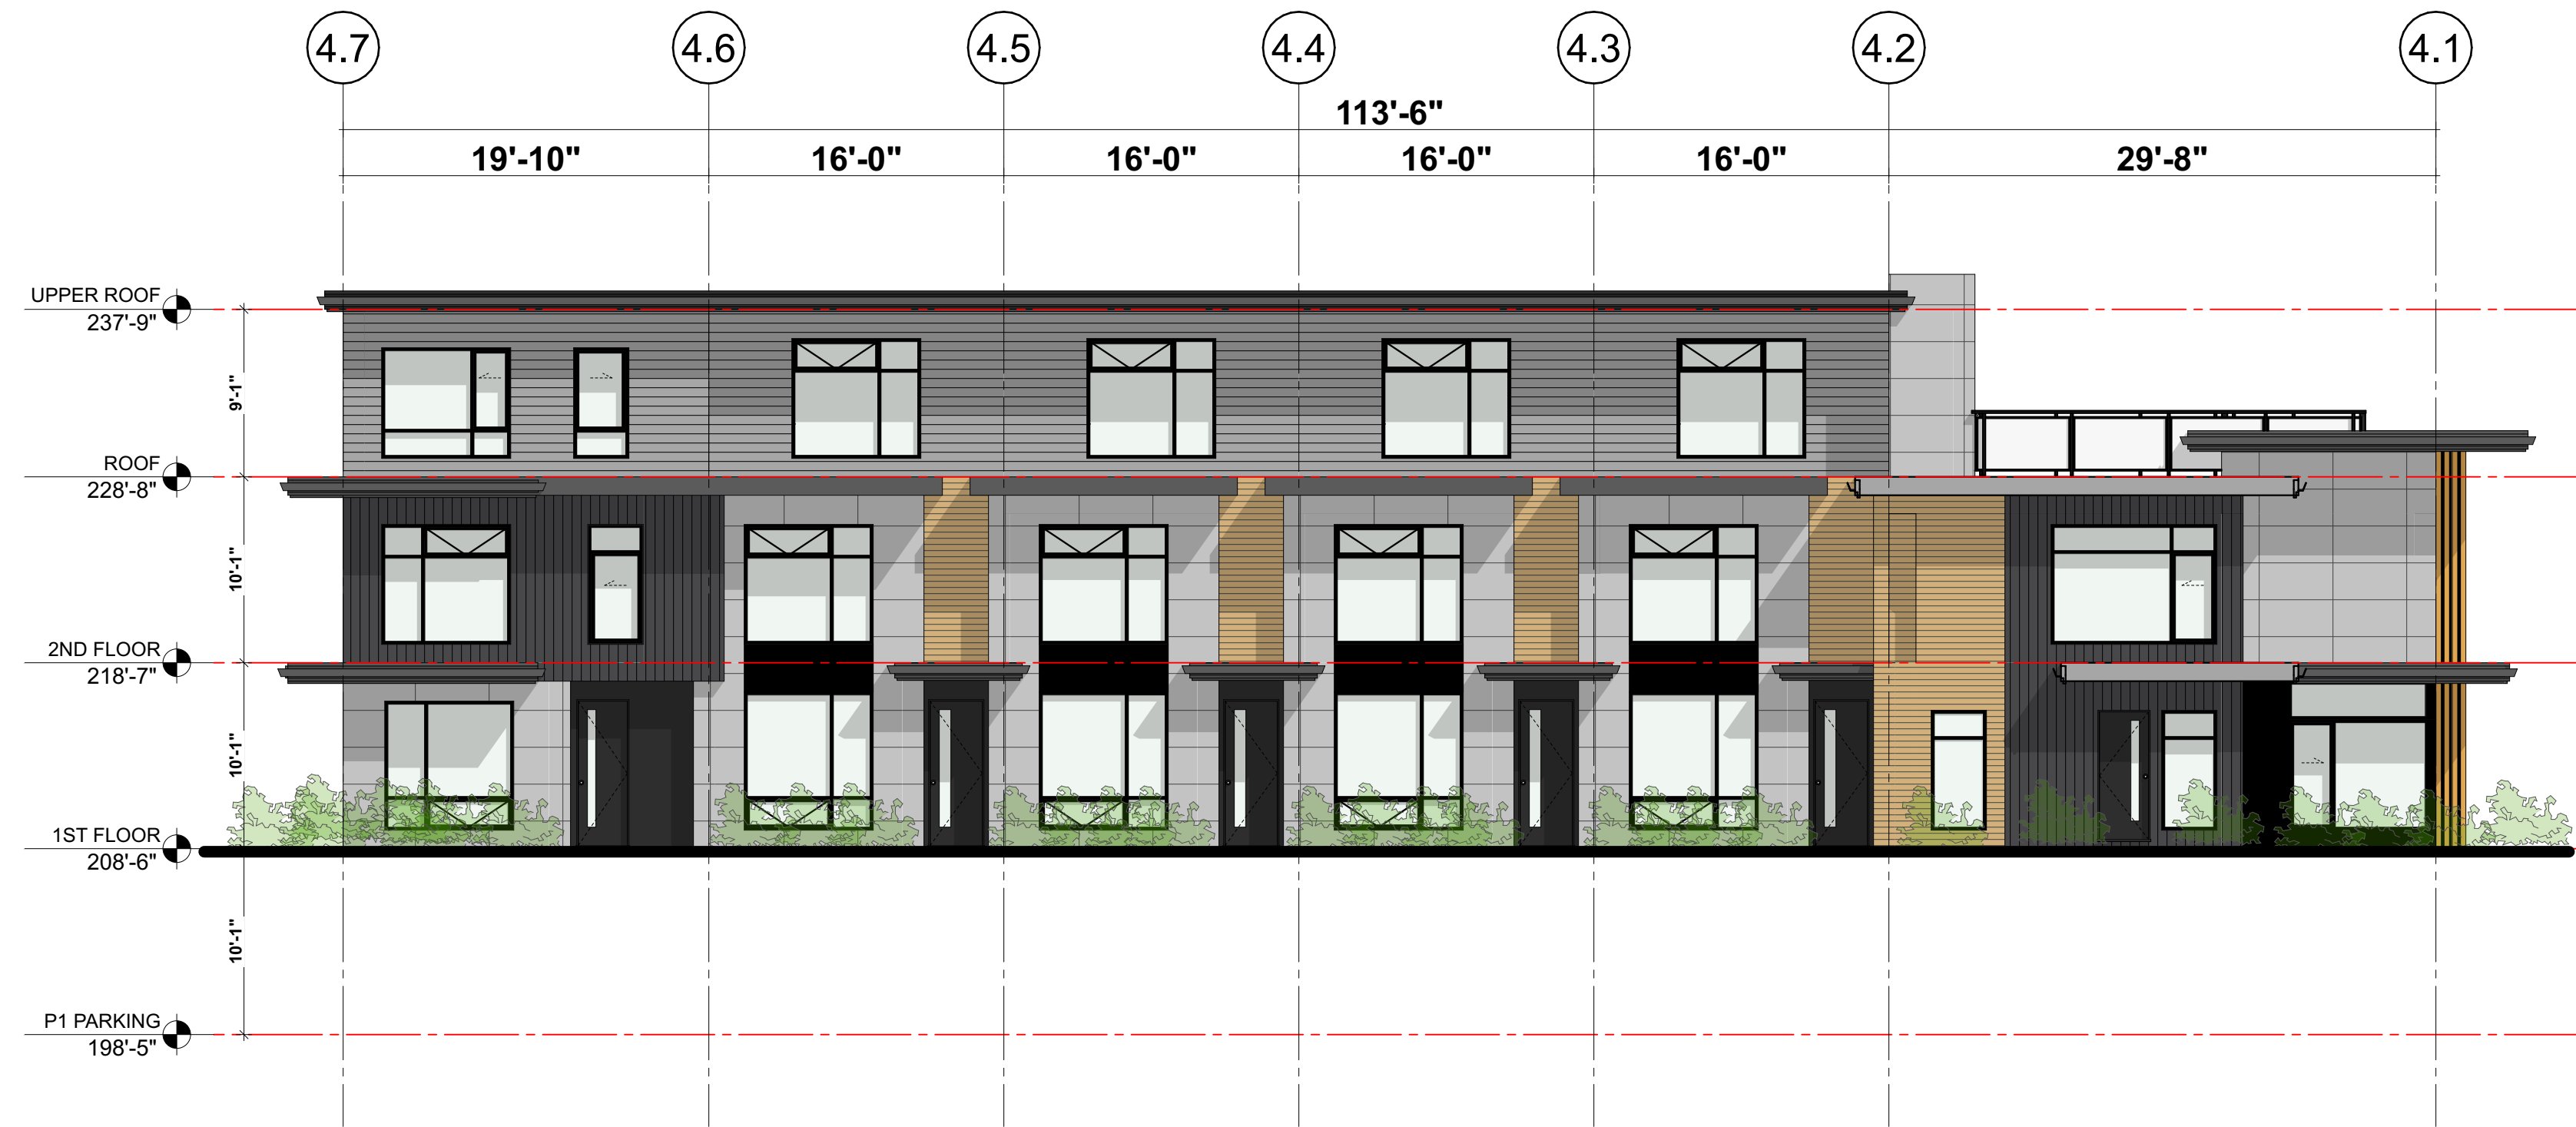 4.7 4.6 4.5 4.4 4.3 4.2 4.1
113'-6"
19'-10" 16'-0" 16'-0" 16'-0" 16'-0" 29'-8"
UPPER ROOF
237'-9"
9'-1"
ROOF
228'-8"
10'-1"
2ND FLOOR
218'-7"
10'-1"
1ST FLOOR
208'-6"
10'-1"
P1 PARKING
198'-5"